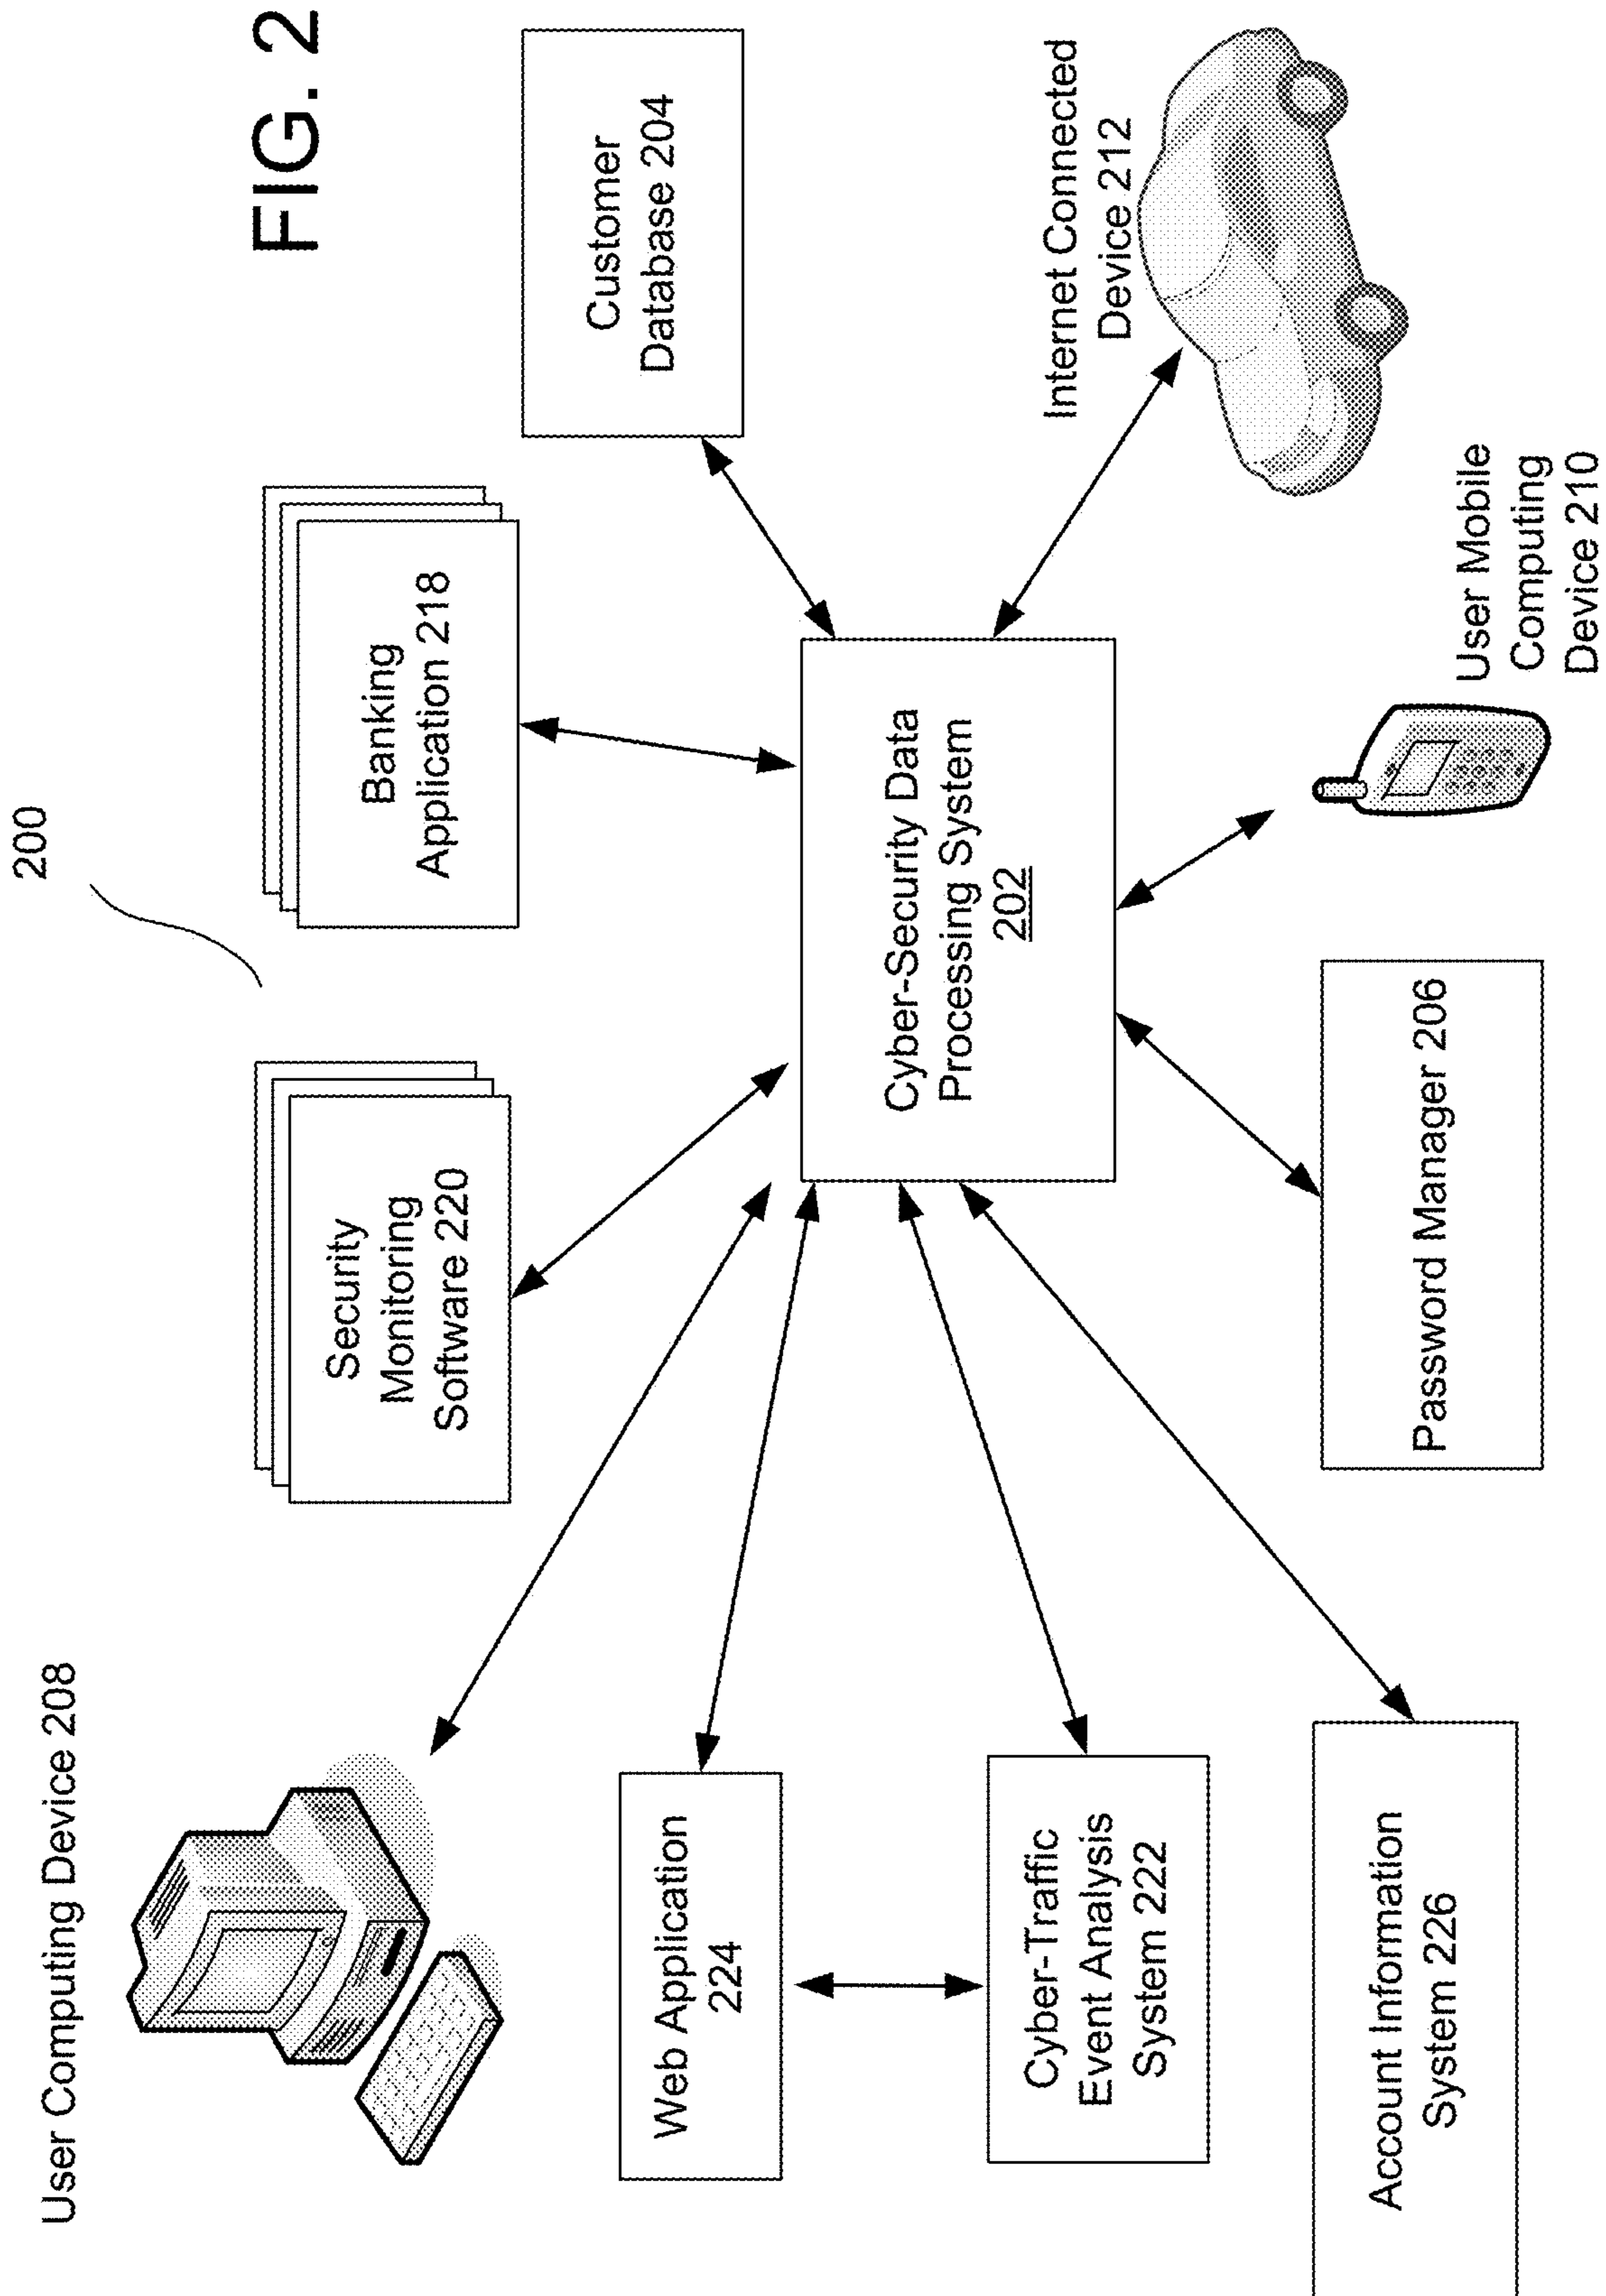 FIG. 2
200
User Computing Device 208
Security
Monitoring
Software 220
Banking
Application 218
Customer
Database 204
Web Application
224
Cyber-Security Data
Processing System
202
Internet Connected
Device 212
Cyber-Traffic
Event Analysis
System 222
Account Information
System 226
Password Manager 206
User Mobile
Computing
Device 210